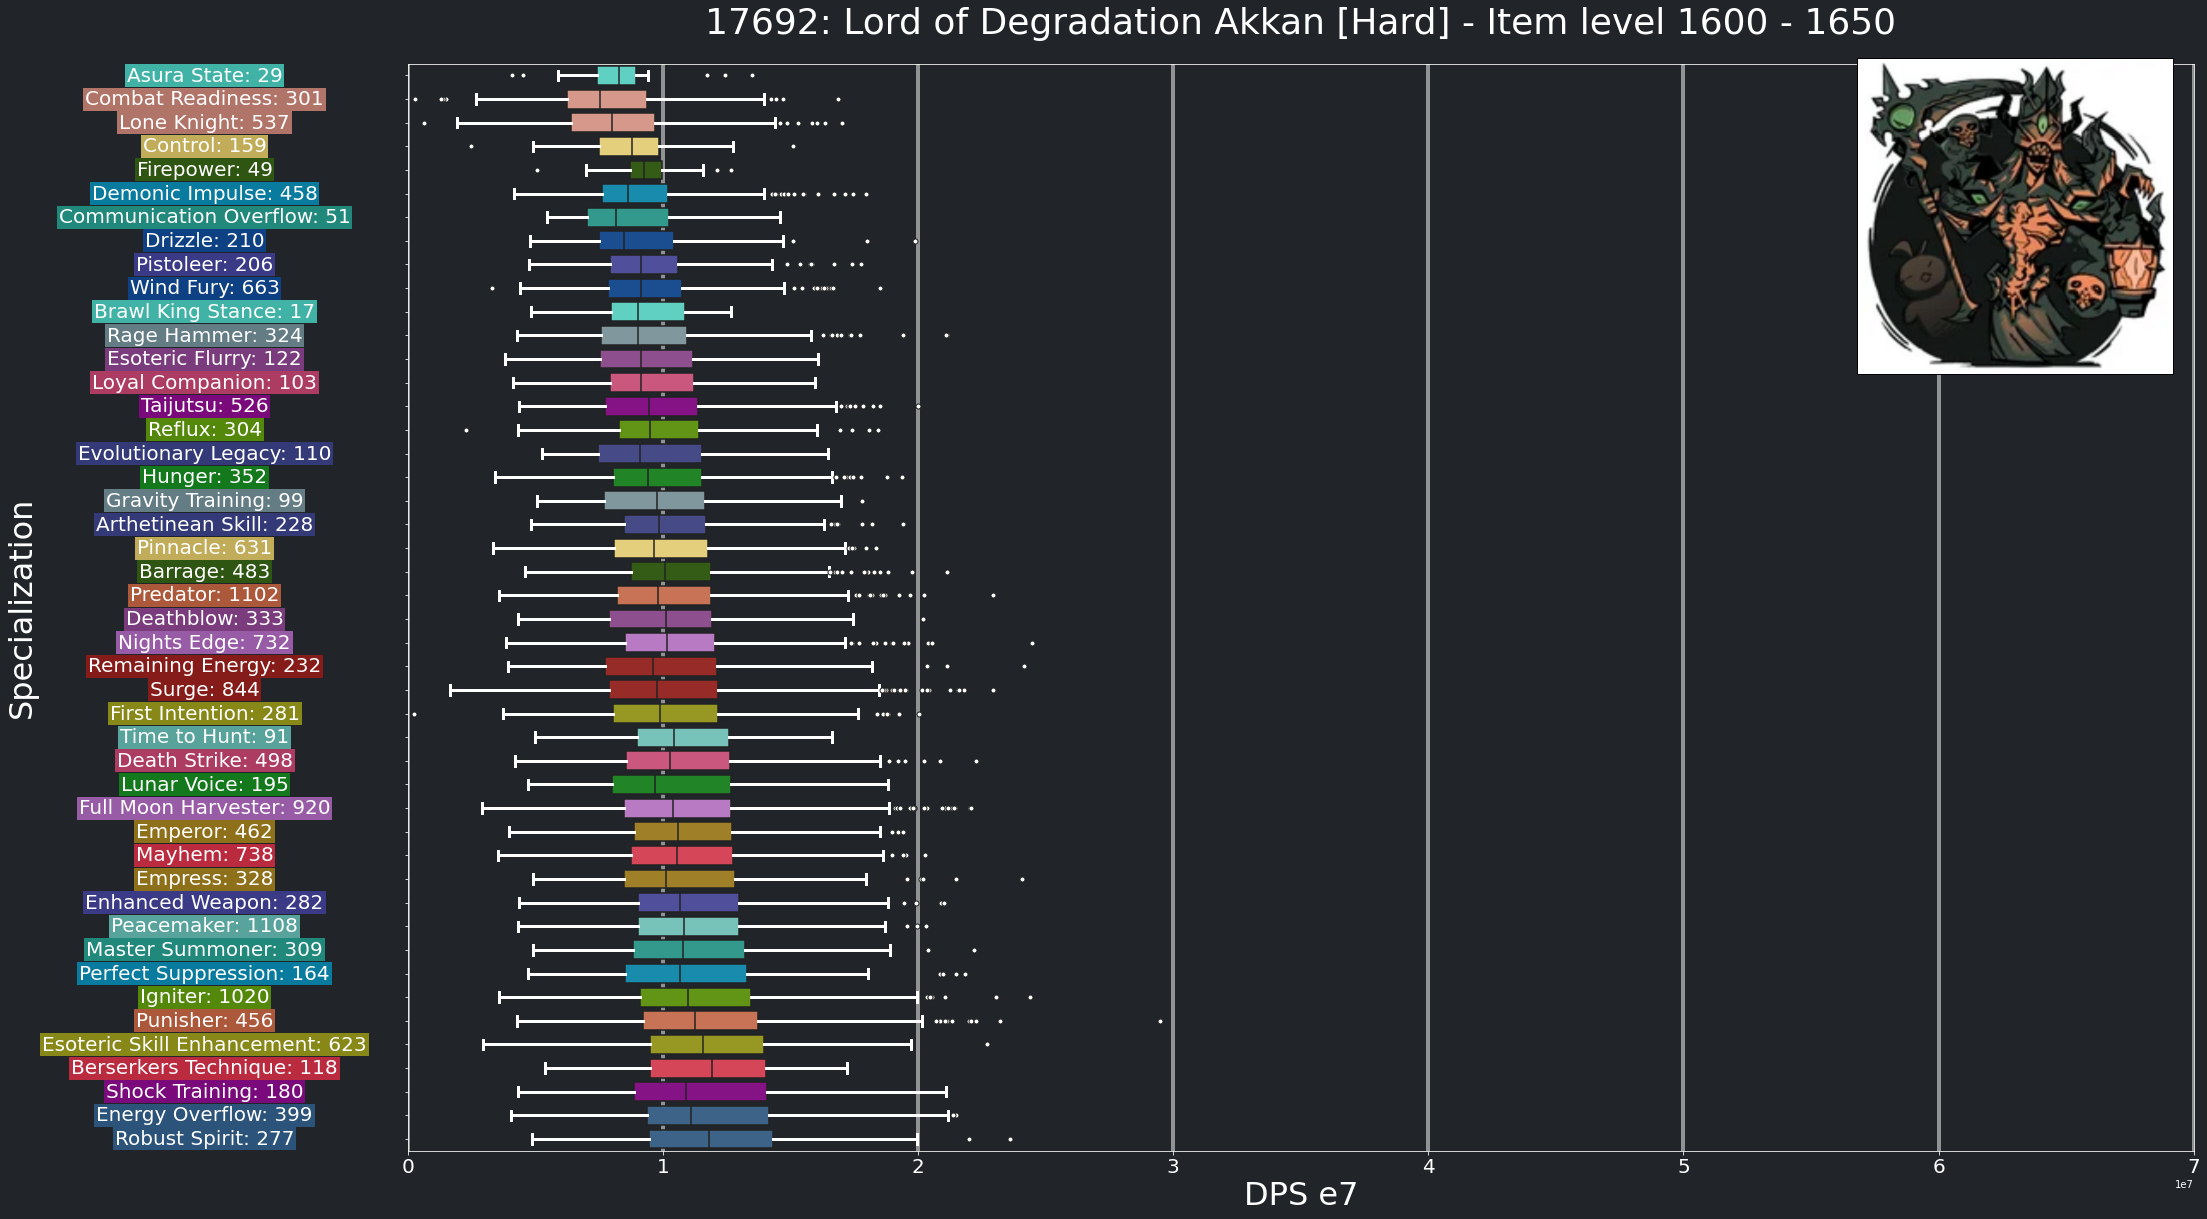 17692: Lord of Degradation Akkan [Hard] - Item level 1600 - 1650
Asura State: 29
Combat Readiness: 301
Lone Knight: 537
Control: 159
Firepower: 49
Demonic Impulse: 458
Communication Overflow: 51
Drizzle: 210
Pistoleer: 206
Wind Fury: 663
Brawl King Stance: 17
Rage Hammer: 324
Esoteric Flurry: 122
Loyal Companion: 103
Taijutsu: 526
Reflux: 304
Evolutionary Legacy: 110
Hunger: 352
Gravity Training: 99
Arthetinean Skill: 228
Pinnacle: 631
Barrage: 483
Predator: 1102
Deathblow: 333
Nights Edge: 732
Remaining Energy: 232
Surge: 844
First Intention: 281
Time to Hunt: 91
Death Strike: 498
Lunar Voice: 195
Full Moon Harvester: 920
Emperor: 462
Mayhem: 738
Empress: 328
Enhanced Weapon: 282
Peacemaker: 1108
Master Summoner: 309
Perfect Suppression: 164
Igniter: 1020
Punisher: 456
Esoteric Skill Enhancement: 623
Berserkers Technique: 118
Shock Training: 180
Energy Overflow: 399
Robust Spirit: 277
Specialization
0 1 2 3 4 5 6 7
DPS e7
1e7